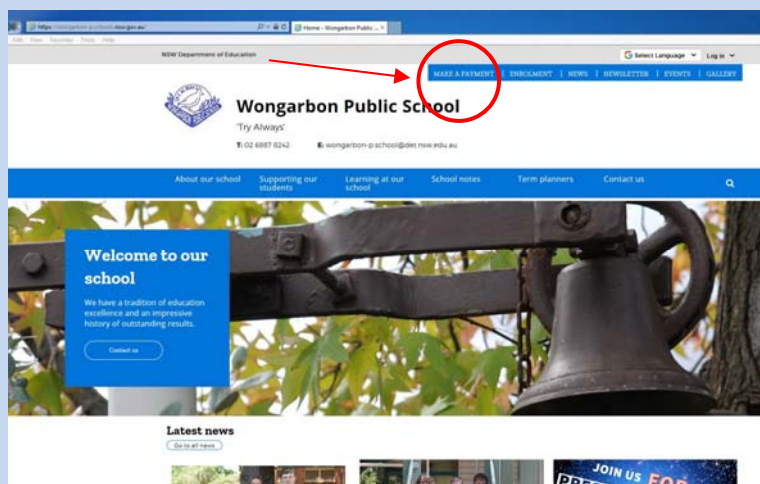 Home - Wongarbon Public ...
Edit View Favorites Tools Help
NSW Department of Education
Select Language
Log in
MAKE A PAYMENT | ENROLMENT | NEWS | NEWSLETTER | EVENTS | GALLERY
Wongarbon Public School
'Try Always'
T: 02 6887 8242 E: wongarbon-p.school@det.nsw.edu.au
About our school
Supporting our students
Learning at our school
School notes
Term planners
Contact us
Welcome to our
school
We have a tradition of education
excellence and an impressive
history of outstanding results.
Contact us
Latest news
Go to all news
JOIN US FOR